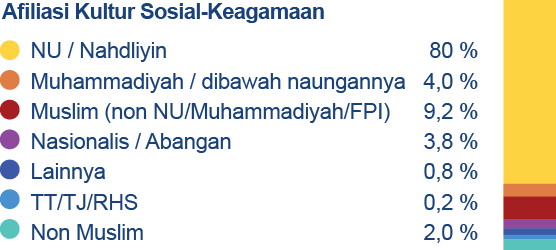 Afiliasi Kultur Sosial-Keagamaan
NU / Nahdliyin 80 %
Muhammadiyah / dibawah naungannya 4,0 %
Muslim (non NU/Muhammadiyah/FPI) 9,2 %
Nasionalis / Abangan 3,8 %
Lainnya 0,8 %
TT/TJ/RHS 0,2 %
Non Muslim 2,0 %